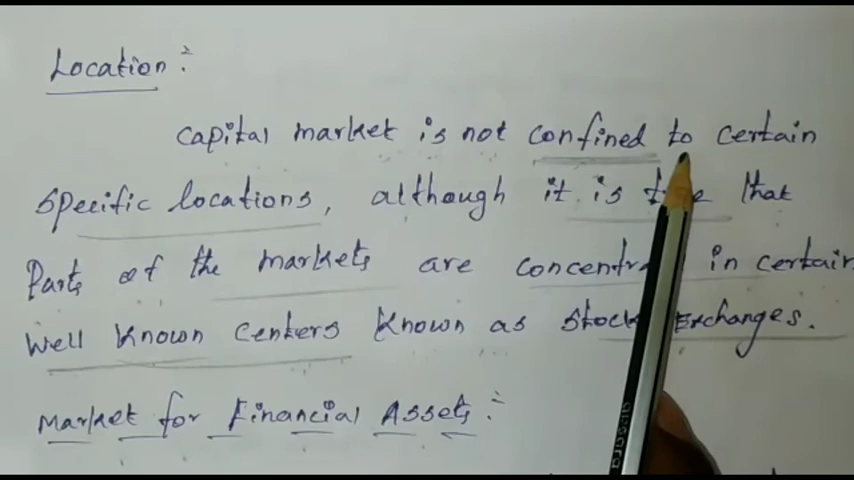 Location :-
Capital market is not confined to certain
specific locations, although it is that
Parts of the markets are in certain
well known centers known as stock Exchanges.
Market for Financial Assets :-